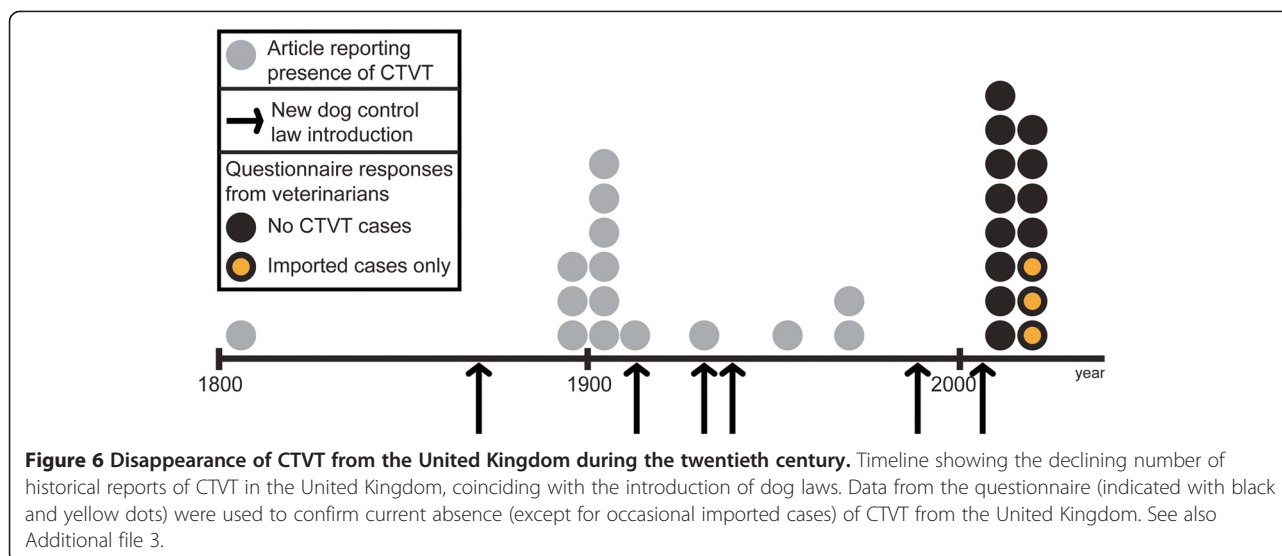 Article reporting
presence of CTVT
New dog control
law introduction
Questionnaire responses
from veterinarians
No CTVT cases
Imported cases only
1800
1900
2000
year
Figure 6 Disappearance of CTVT from the United Kingdom during the twentieth century. Timeline showing the declining number of
historical reports of CTVT in the United Kingdom, coinciding with the introduction of dog laws. Data from the questionnaire (indicated with black
and yellow dots) were used to confirm current absence (except for occasional imported cases) of CTVT from the United Kingdom. See also
Additional file 3.